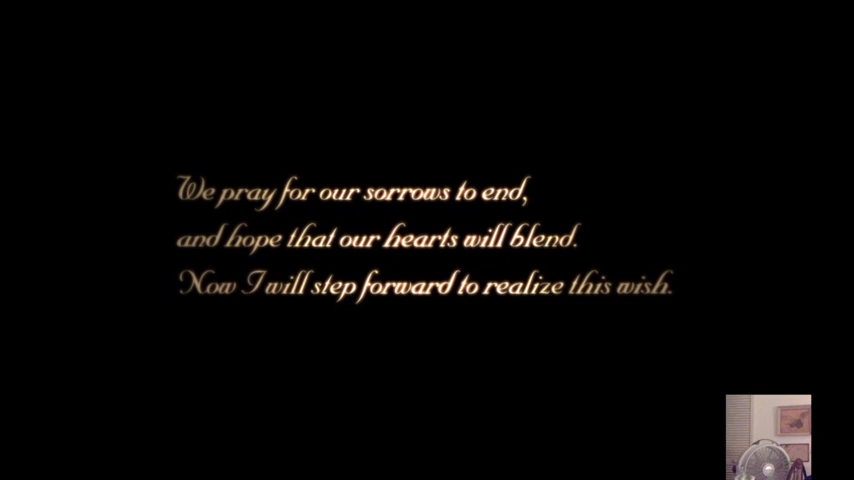 We pray for our sorrows to end,
and hope that our hearts will blend.
Now I will step forward to realize this wish.